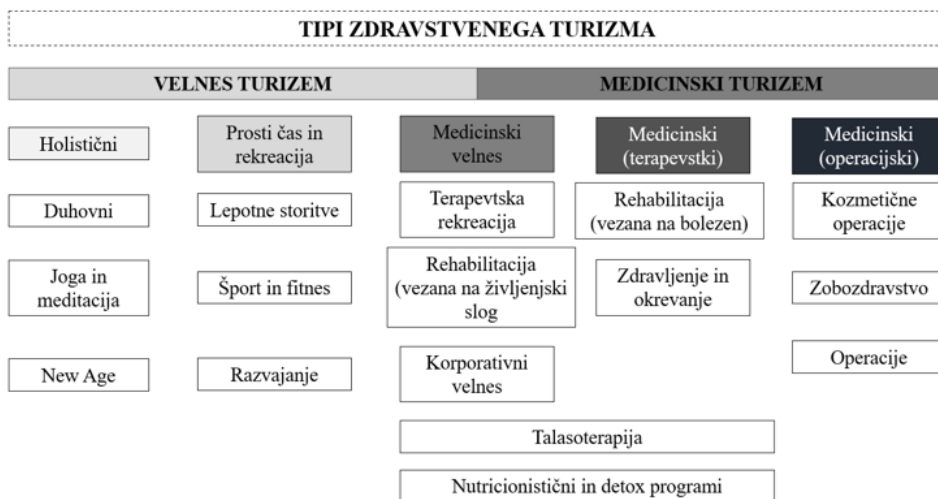 TIPI ZDRAVSTVENEGA TURIZMA
VELNES TURIZEM
MEDICINSKI TURIZEM
Holistični
Prosti čas in
rekreacija
Medicinski
velnes
Medicinski
(terapevstki)
Medicinski
(operacijski)
Duhovni
Lepotne storitve
Terapevtska
rekreacija
Rehabilitacija
(vezana na bolezen)
Kozmetične
operacije
Joga in
meditacija
Šport in fitnes
Rehabilitacija
(vezana na življenjski
slog
Zdravljenje in
okrevanje
Zobozdravstvo
New Age
Razvajanje
Korporativni
velnes
Operacije
Talasoterapija
Nutricionistični in detox programi